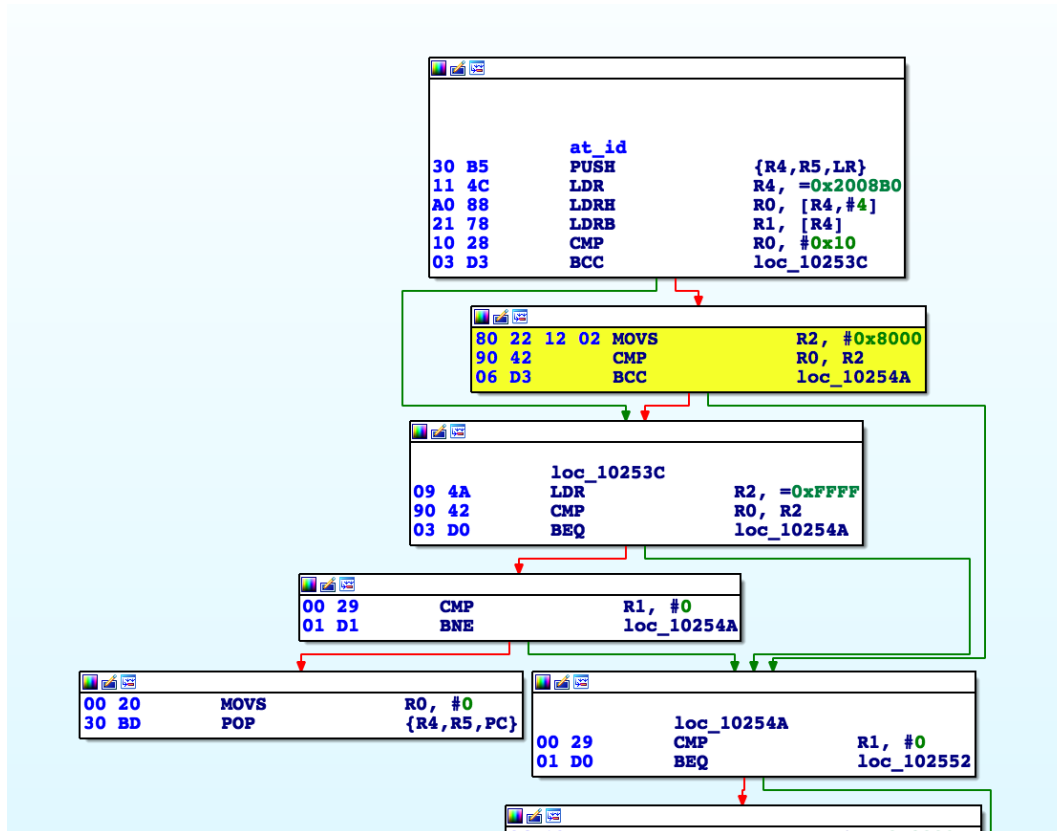 at_id
30 B5 PUSH {R4,R5,LR}
11 4C LDR R4, =0x2008B0
A0 88 LDRH R0, [R4,#4]
21 78 LDRB R1, [R4]
10 28 CMP R0, #0x10
03 D3 BCC loc_10253C
80 22 12 02 MOVS R2, #0x8000
90 42 CMP R0, R2
06 D3 BCC loc_10254A
loc_10253C
09 4A LDR R2, =0xFFFF
90 42 CMP R0, R2
03 D0 BEQ loc_10254A
00 29 CMP R1, #0
01 D1 BNE loc_10254A
00 20 MOVS R0, #0
30 BD POP {R4,R5,PC}
loc_10254A
00 29 CMP R1, #0
01 D0 BEQ loc_102552